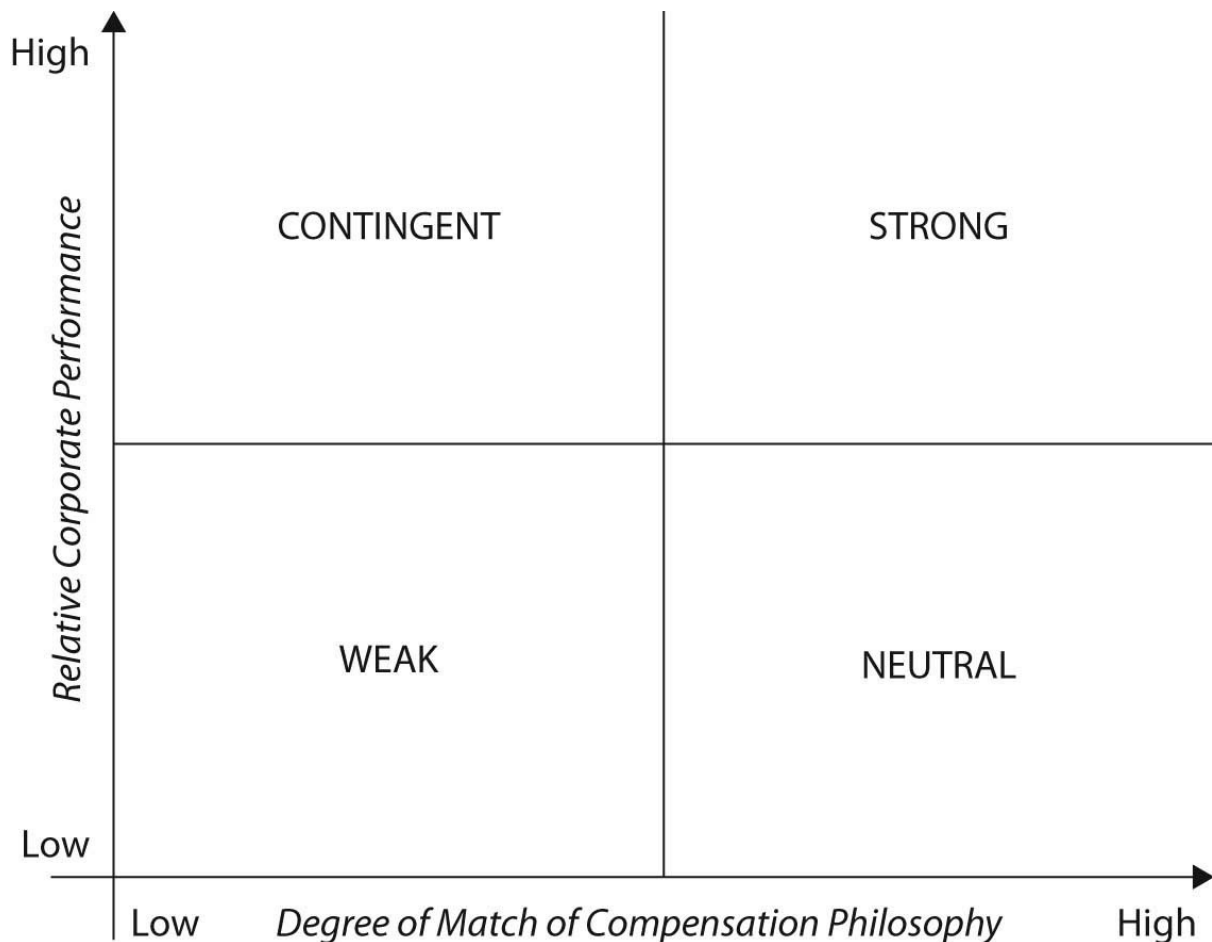 High
Relative Corporate Performance
CONTINGENT
STRONG
WEAK
NEUTRAL
Low
Low
Degree of Match of Compensation Philosophy
High